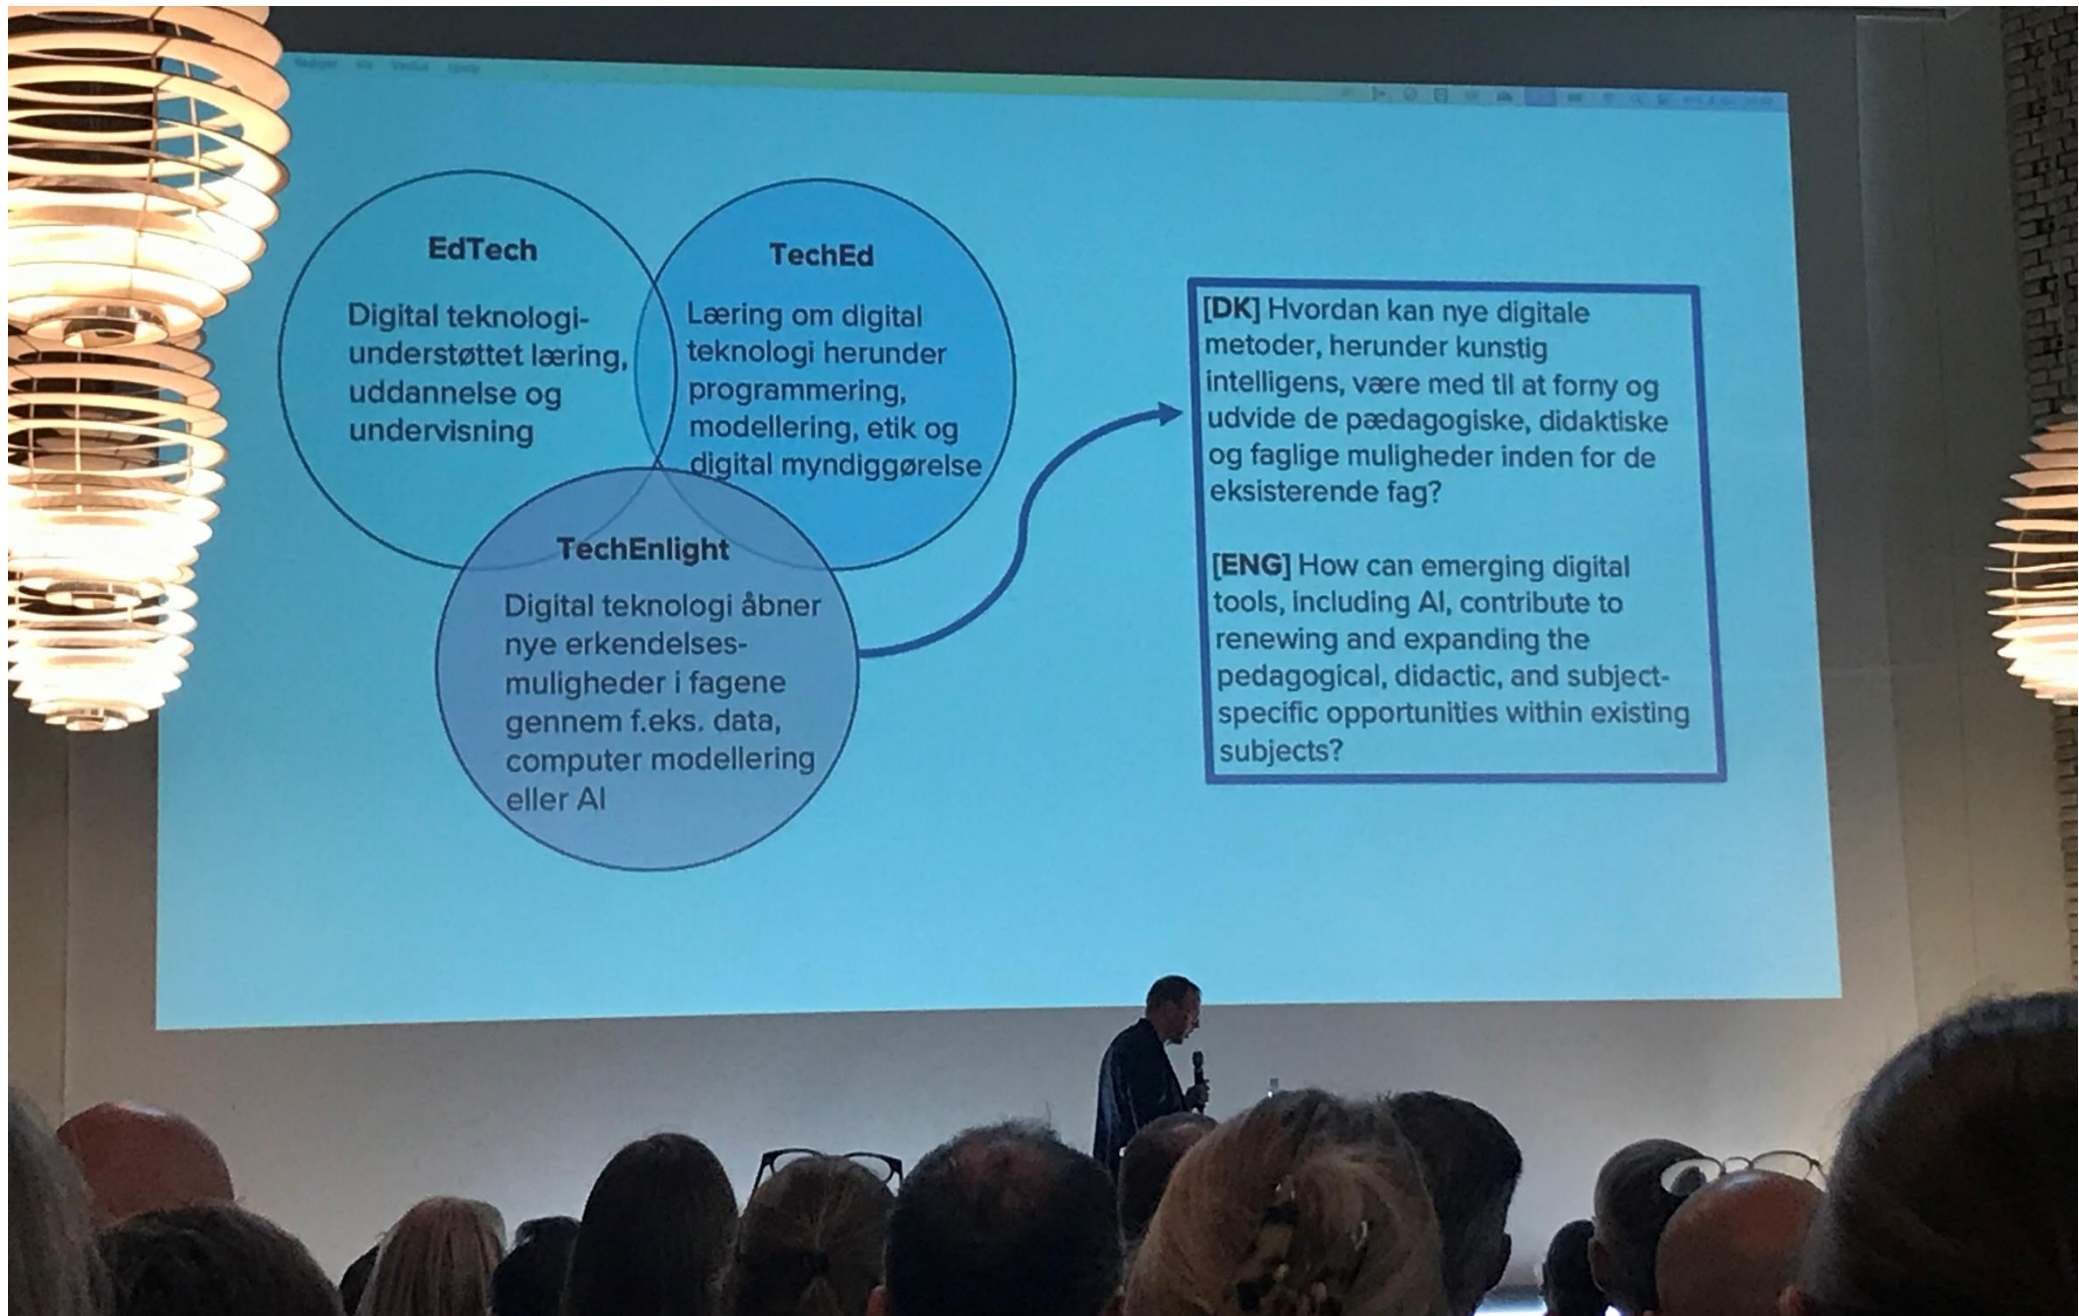 EdTech
Digital teknologi-
understøttet læring,
uddannelse og
undervisning
TechEd
Læring om digital
teknologi herunder
programmering,
modellering, etik og
digital myndiggørelse
TechEnlight
Digital teknologi åbner
nye erkendelses-
muligheder i fagene
gennem f.eks. data,
computer modellering
eller AI
[DK] Hvordan kan nye digitale
metoder, herunder kunstig
intelligens, være med til at forny og
udvide de pædagogiske, didaktiske
og faglige muligheder inden for de
eksisterende fag?
[ENG] How can emerging digital
tools, including AI, contribute to
renewing and expanding the
pedagogical, didactic, and subject-
specific opportunities within existing
subjects?